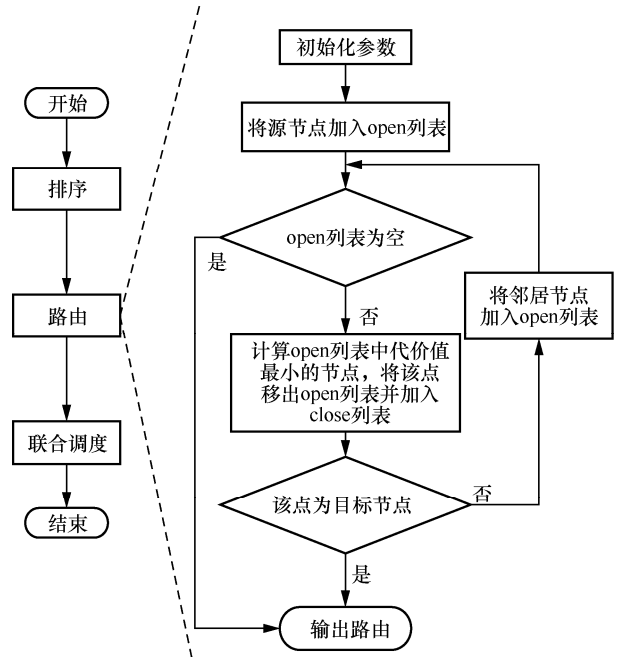 开始
排序
路由
联合调度
结束
初始化参数
将源节点加入open列表
open列表为空
是
否
将邻居节点
加入open列表
计算open列表中代价值
最小的节点，将该点
移出open列表并加入
close列表
该点为目标节点
否
是
输出路由